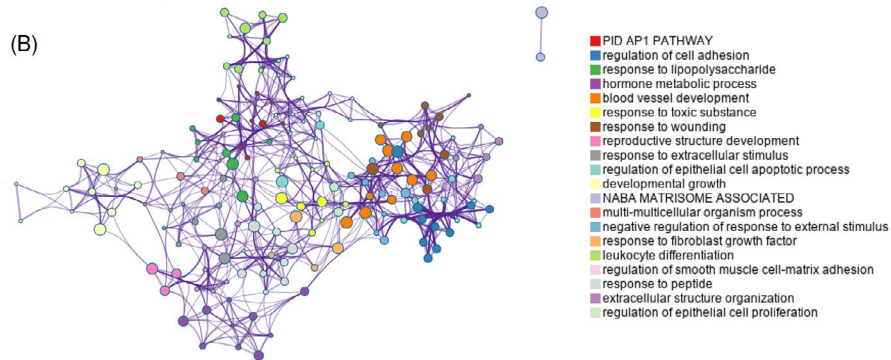 (B)
PID AP1 PATHWAY
regulation of cell adhesion
response to lipopolysaccharide
hormone metabolic process
blood vessel development
response to toxic substance
response to wounding
reproductive structure development
response to extracellular stimulus
regulation of epithelial cell apoptotic process
developmental growth
NABA MATRISOME ASSOCIATED
multi-multicellular organism process
negative regulation of response to external stimulus
response to fibroblast growth factor
leukocyte differentiation
regulation of smooth muscle cell-matrix adhesion
response to peptide
extracellular structure organization
regulation of epithelial cell proliferation